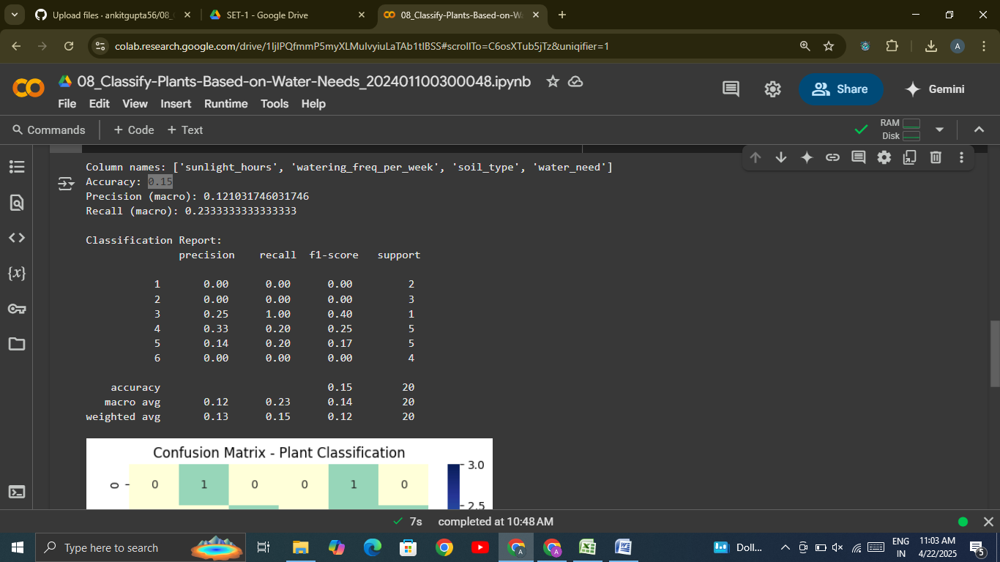 Upload files · ankitgupta56/08_
SET-1 - Google Drive
08_Classify-Plants-Based-on-Wa
colab.research.google.com/drive/1ljlPQfmmP5myXLMulvyiuLaTAb1tlBSS#scrollTo=C6osXTub5jTz&uniqifier=1
A
08_Classify-Plants-Based-on-Water-Needs_202401100300048.ipynb
File Edit View Insert Runtime Tools Help
Share
Gemini
Commands + Code + Text
RAM
Disk
Column names: ['sunlight_hours', 'watering_freq_per_week', 'soil_type', 'water_need']
Accuracy: 0.15
Precision (macro): 0.121031746031746
Recall (macro): 0.2333333333333333
Classification Report:
precision recall f1-score support
1 0.00 0.00 0.00 2
2 0.00 0.00 0.00 3
3 0.25 1.00 0.40 1
4 0.33 0.20 0.25 5
5 0.14 0.20 0.17 5
6 0.00 0.00 0.00 4
accuracy 0.15 20
macro avg 0.12 0.23 0.14 20
weighted avg 0.13 0.15 0.12 20
Confusion Matrix - Plant Classification
0 0 1 0 0 1 0
3.0
2.5
7s completed at 10:48 AM
Type here to search
Doll...
ENG
IN
11:03 AM
4/22/2025
5